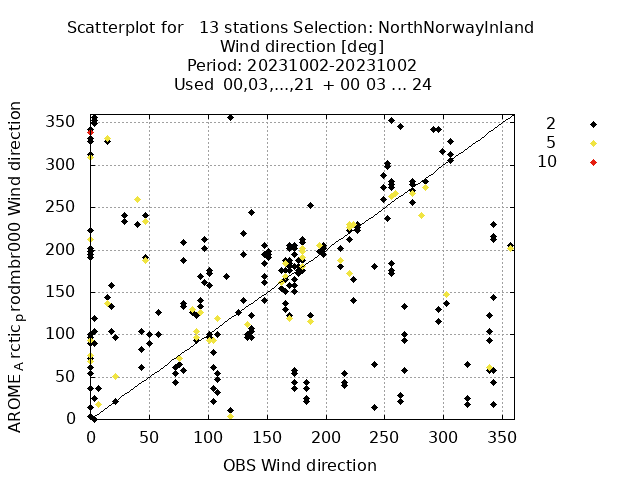 Scatterplot for 13 stations Selection: NorthNorwayInland
Wind direction [deg]
Period: 20231002-20231002
Used 00,03,...,21 + 00 03 ... 24
AROME_Arctic_prodmbr000 Wind direction
350
300
250
200
150
100
50
0
0 50 100 150 200 250 300 350
OBS Wind direction
2
5
10